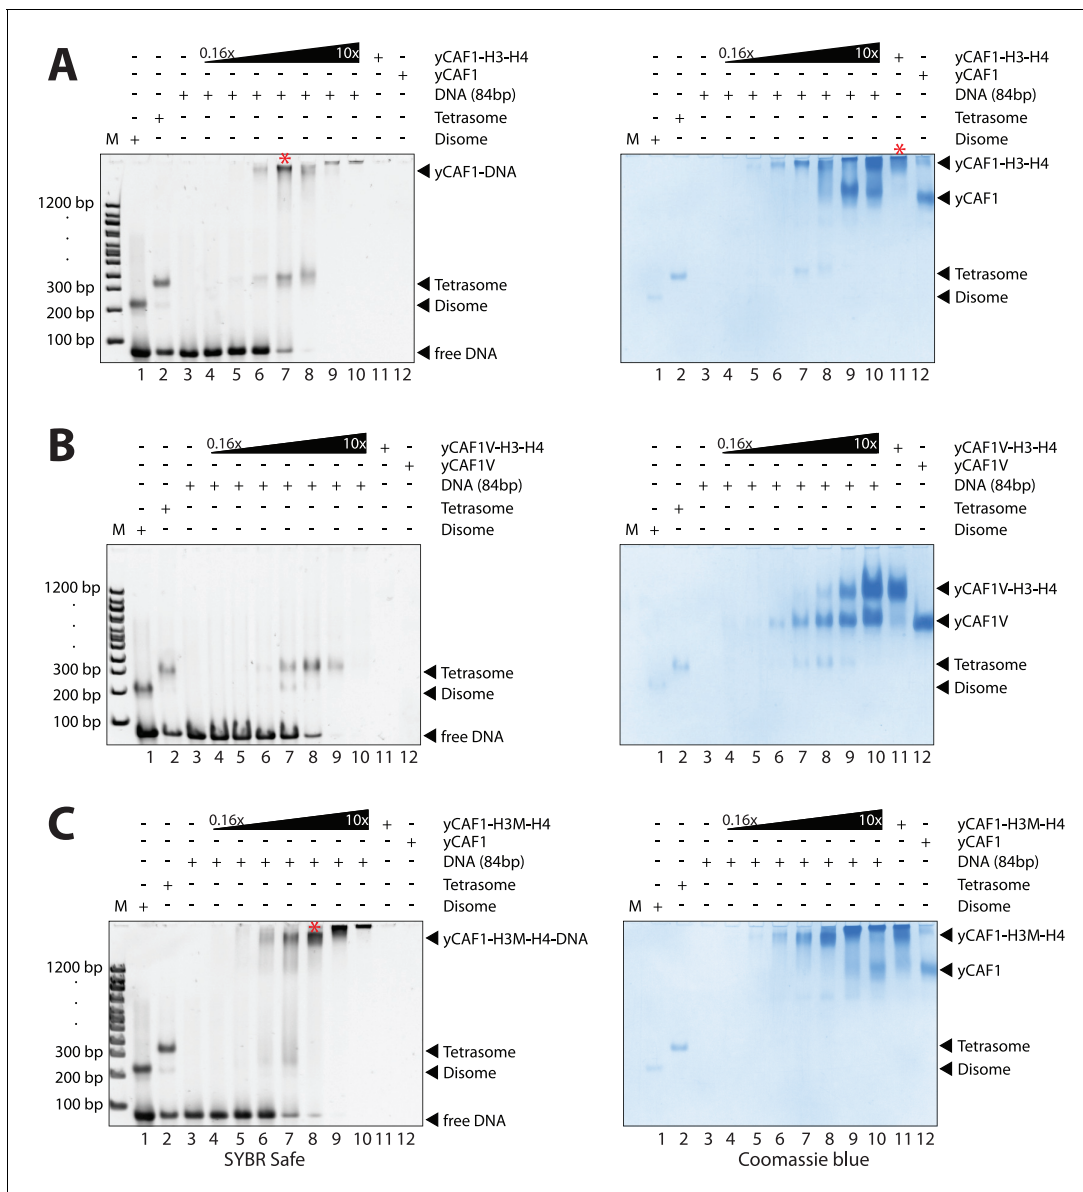 A
0.16x 10x
- - - - + - yCAF1-H3-H4
- - - - - - - - - - - + yCAF1
- - + + + + + + + + - - DNA (84bp)
- + - - - - - - - - - - Tetrasome
M + - - - - - - - - - - - Disome
*
yCAF1-DNA
1200 bp
.
.
300 bp
200 bp
100 bp
Tetrasome
Disome
free DNA
1 2 3 4 5 6 7 8 9 10 11 12
0.16x 10x
- - - + - yCAF1-H3-H4
- - - - - - - - - - - + yCAF1
- - + + + + + + + + - - DNA (84bp)
- + - - - - - - - - - - Tetrasome
M + - - - - - - - - - - - Disome
*
yCAF1-H3-H4
yCAF1
Tetrasome
Disome
1 2 3 4 5 6 7 8 9 10 11 12
B
0.16x 10x
- - - + - yCAF1V-H3-H4
- - - - - - - - - - - + yCAF1V
- - + + + + + + + + - - DNA (84bp)
- + - - - - - - - - - - Tetrasome
M + - - - - - - - - - - - Disome
1200 bp
.
.
300 bp
200 bp
100 bp
Tetrasome
Disome
free DNA
1 2 3 4 5 6 7 8 9 10 11 12
0.16x 10x
- - - + - yCAF1V-H3-H4
- - - - - - - - - - - + yCAF1V
- - + + + + + + + + - - DNA (84bp)
- + - - - - - - - - - - Tetrasome
M + - - - - - - - - - - - Disome
yCAF1V-H3-H4
yCAF1V
Tetrasome
Disome
1 2 3 4 5 6 7 8 9 10 11 12
C
0.16x 10x
- - - + - yCAF1-H3M-H4
- - - - - - - - - - - + yCAF1
- - + + + + + + + + - - DNA (84bp)
- + - - - - - - - - - - Tetrasome
M + - - - - - - - - - - - Disome
*
yCAF1-H3M-H4-DNA
1200 bp
.
.
300 bp
200 bp
100 bp
Tetrasome
Disome
free DNA
1 2 3 4 5 6 7 8 9 10 11 12
SYBR Safe
0.16x 10x
- - - + - yCAF1-H3M-H4
- - - - - - - - - - - + yCAF1
- - + + + + + + + + - - DNA (84bp)
- + - - - - - - - - - - Tetrasome
M + - - - - - - - - - - - Disome
yCAF1-H3M-H4
yCAF1
Tetrasome
Disome
1 2 3 4 5 6 7 8 9 10 11 12
Coomassie blue